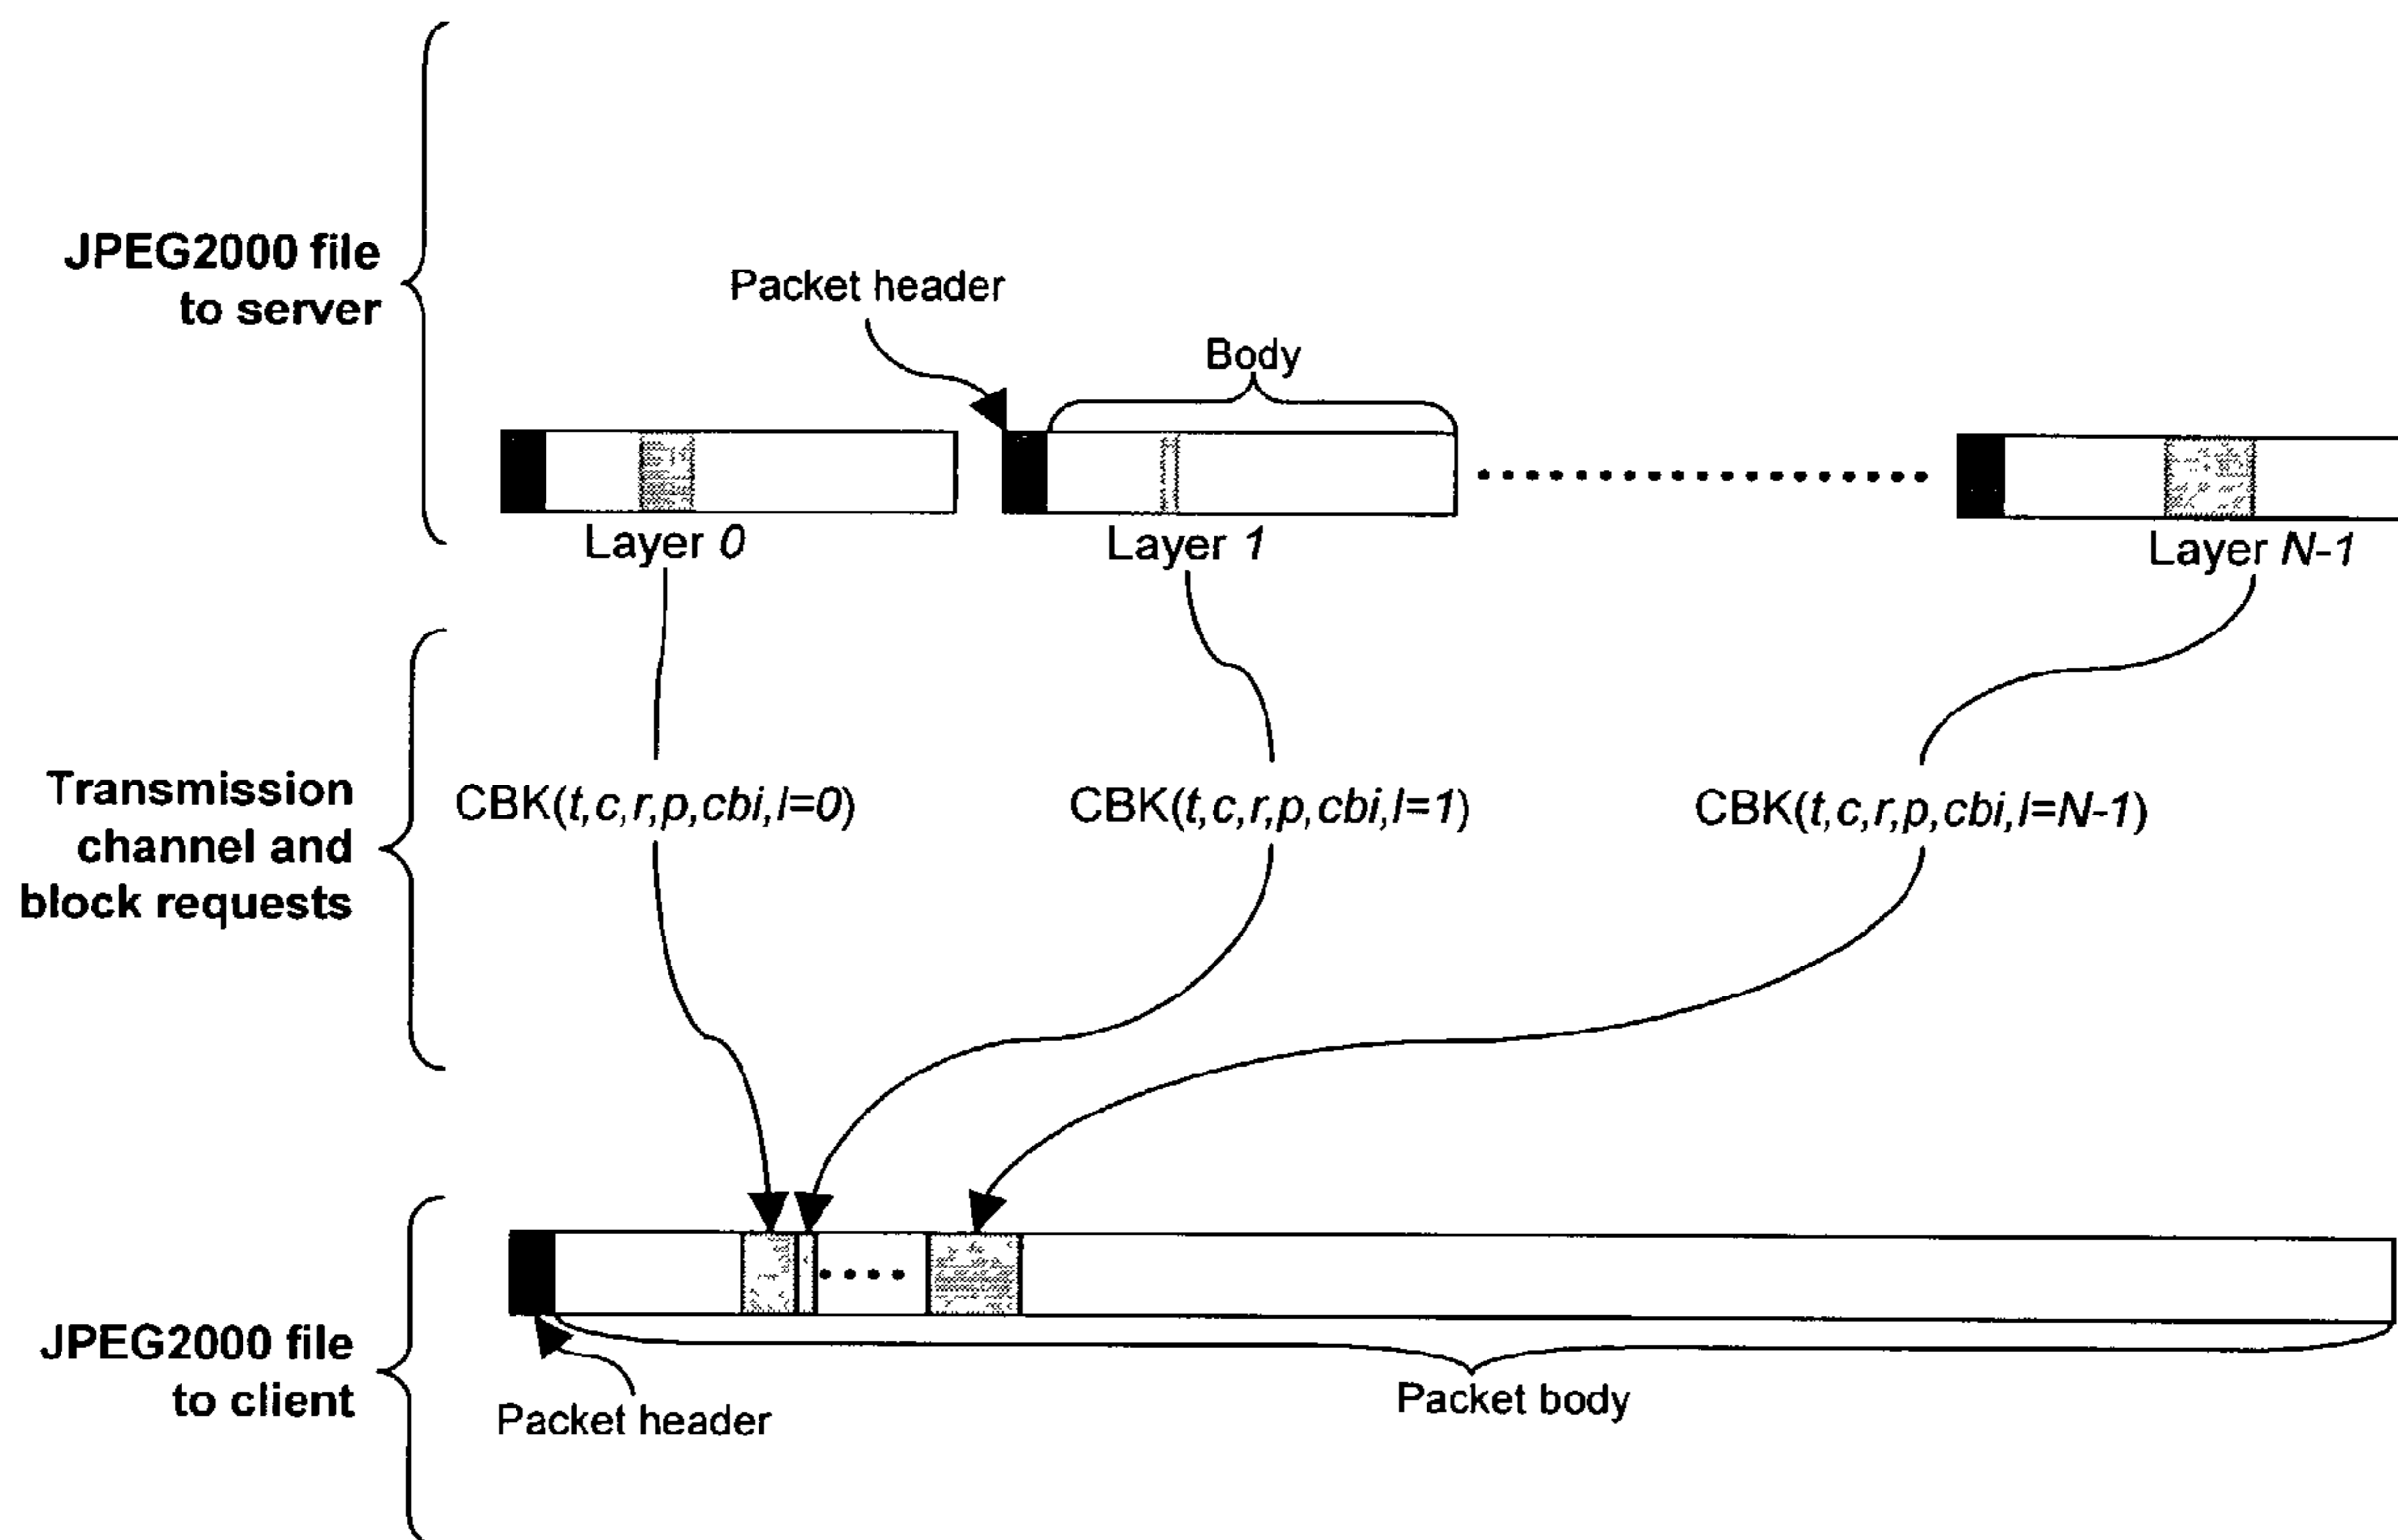 JPEG2000 file
to server
Packet header
Body
Layer 0
Layer 1
Layer N-1
Transmission
channel and
block requests
CBK(t,c,r,p,cbi,l=0)
CBK(t,c,r,p,cbi,l=1)
CBK(t,c,r,p,cbi,l=N-1)
JPEG2000 file
to client
Packet header
Packet body